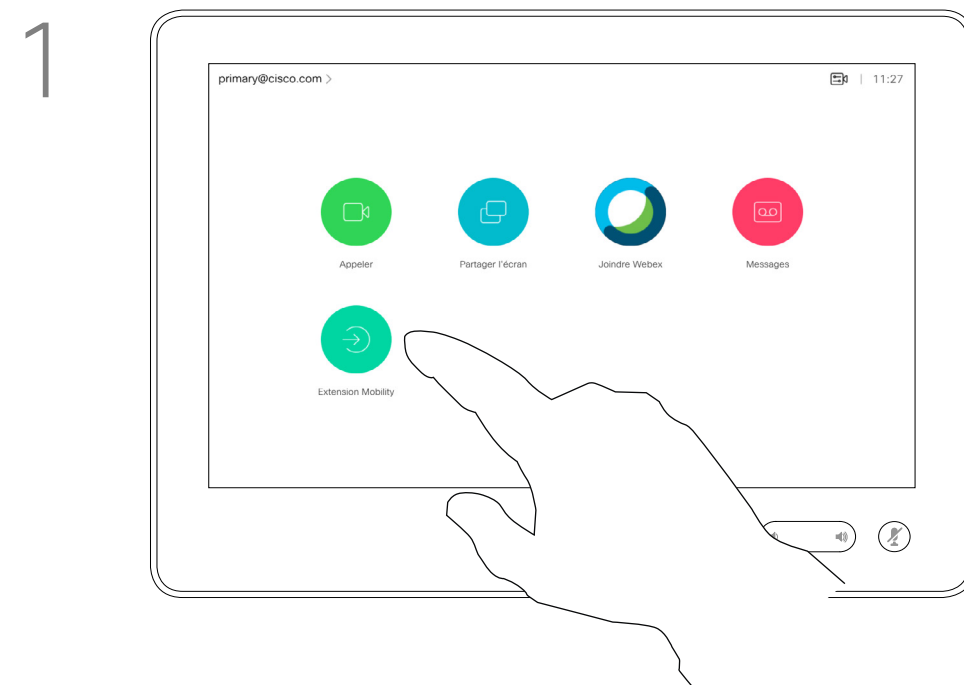 1
primary@cisco.com >
11:27
Appeler
Partager l'écran
Joindre Webex
Messages
Extension Mobility